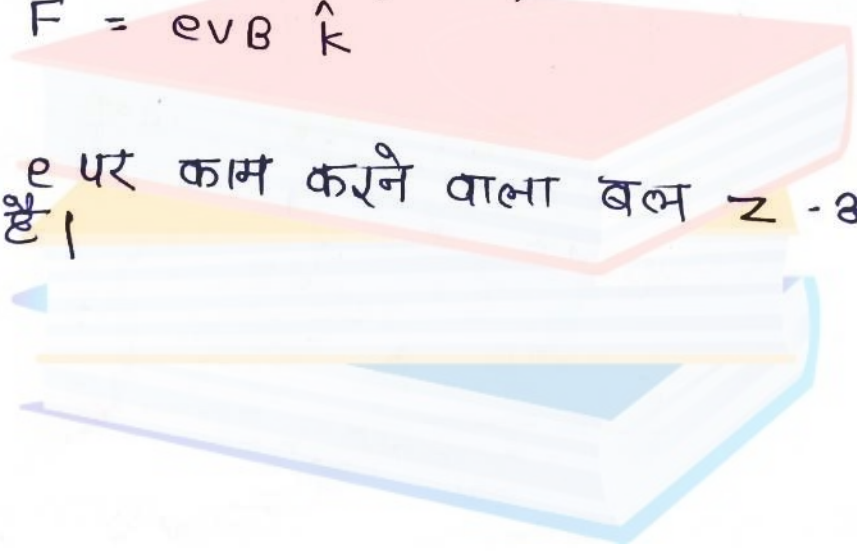 F = evB k̂
e पर काम करने वाला बल z -
है।